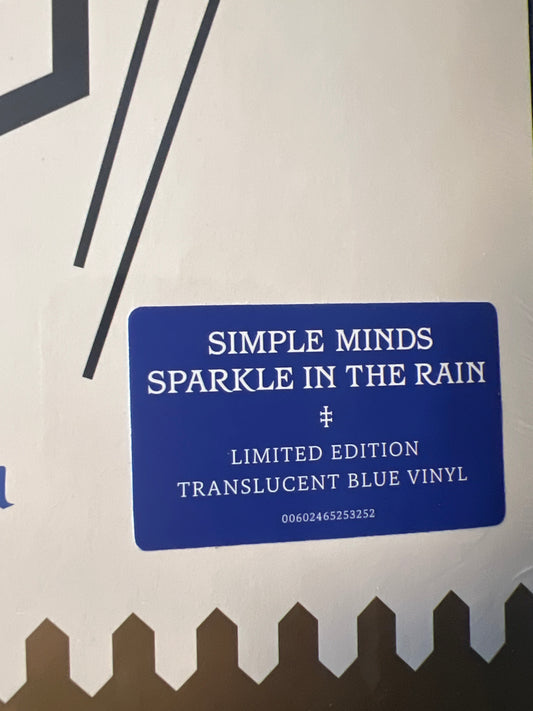 SIMPLE MINDS
SPARKLE IN THE RAIN
LIMITED EDITION
TRANSLUCENT BLUE VINYL
00602465253252